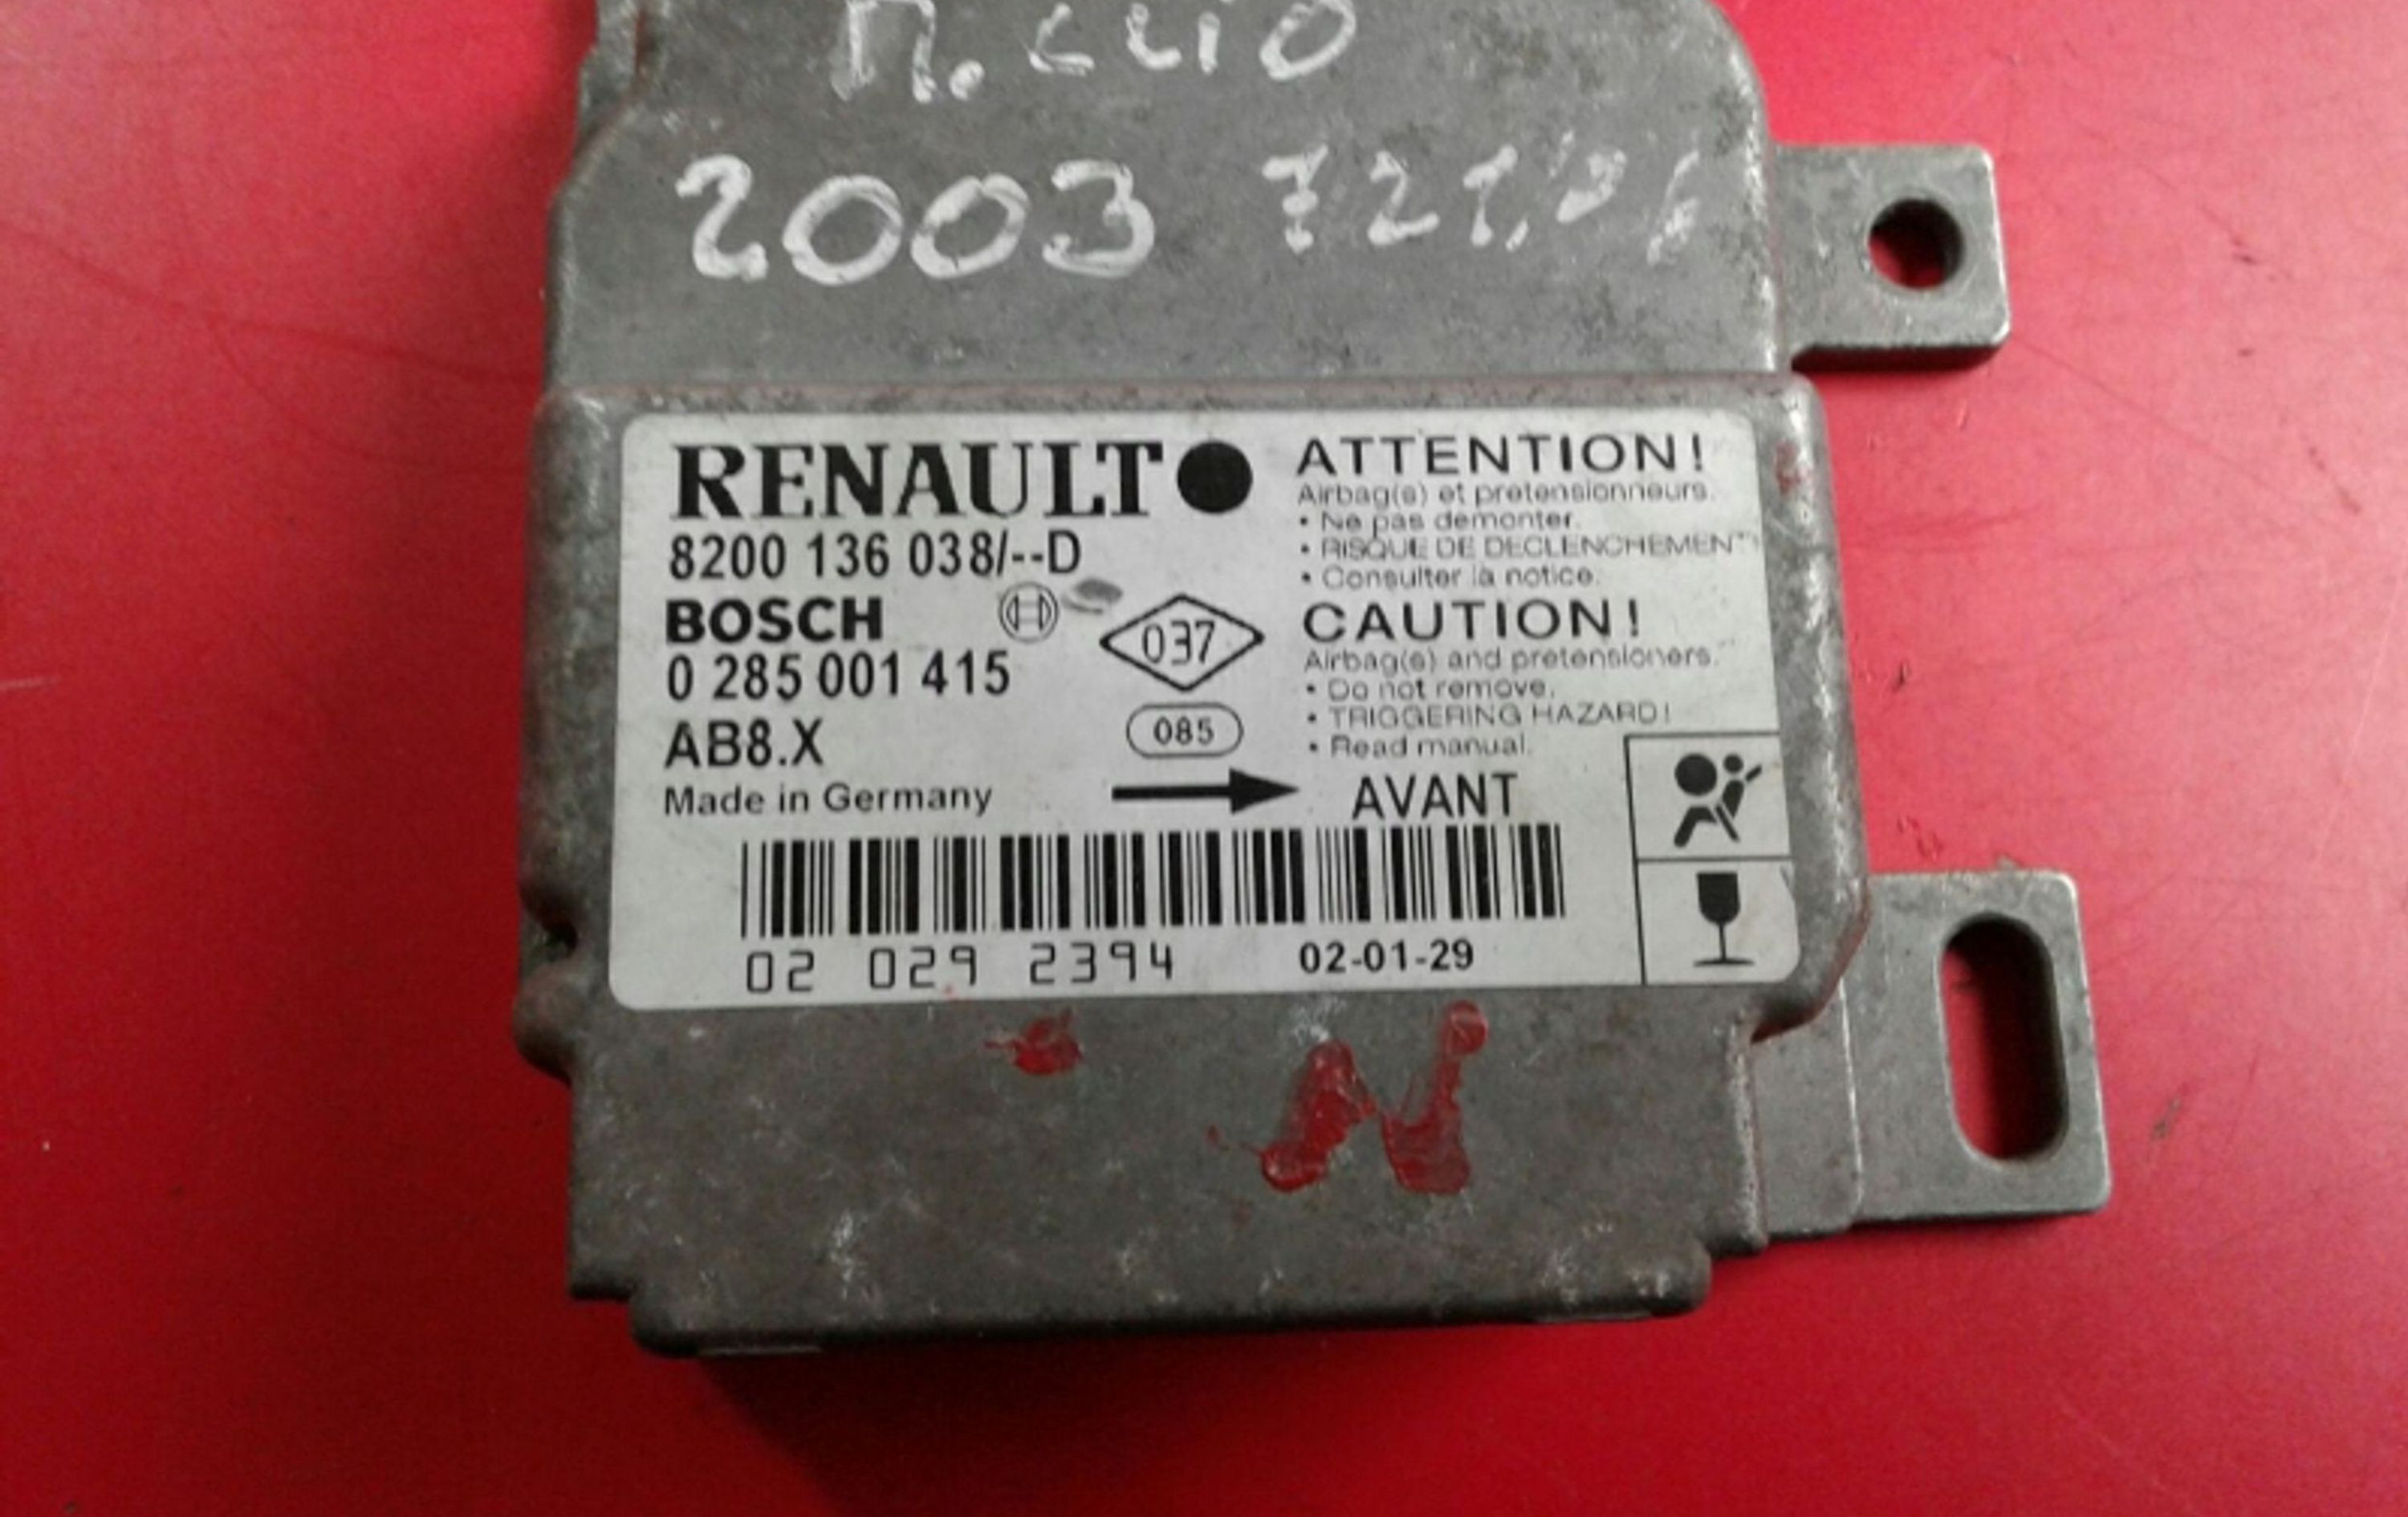 П. CLIO
2003 721,01
RENAULT
8200 136 038/--D
BOSCH
0 285 001 415
AB8.X
Made in Germany
037
085
ATTENTION!
Airbag(s) et pretensionneurs.
• Ne pas demonter.
• RISQUE DE DECLENCHEMENT
• Consulter la notice.
CAUTION!
Airbag(s) and pretensioners.
• Do not remove.
• TRIGGERING HAZARD!
• Read manual.
AVANT
02 029 2394
02-01-29
N